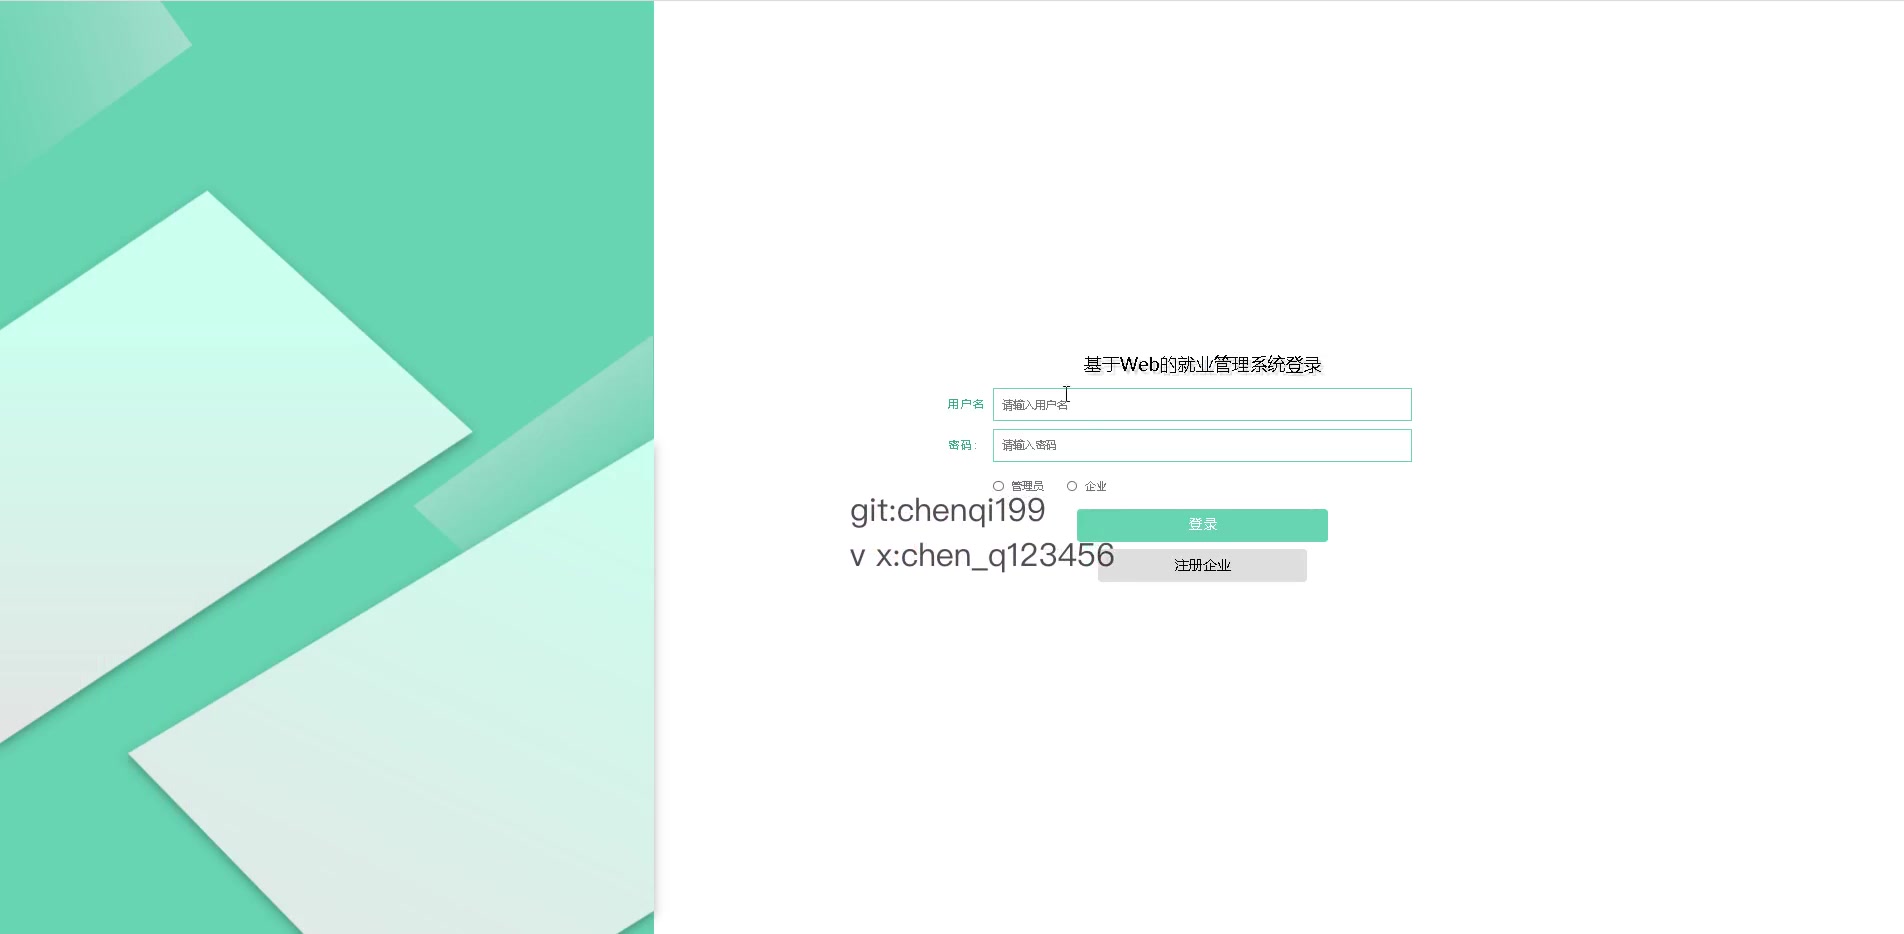 基于Web的就业管理系统登录
用户名
请输入用户名
密码：
请输入密码
管理员 企业
git:chenqi199
登录
v x:chen_q123456
注册企业